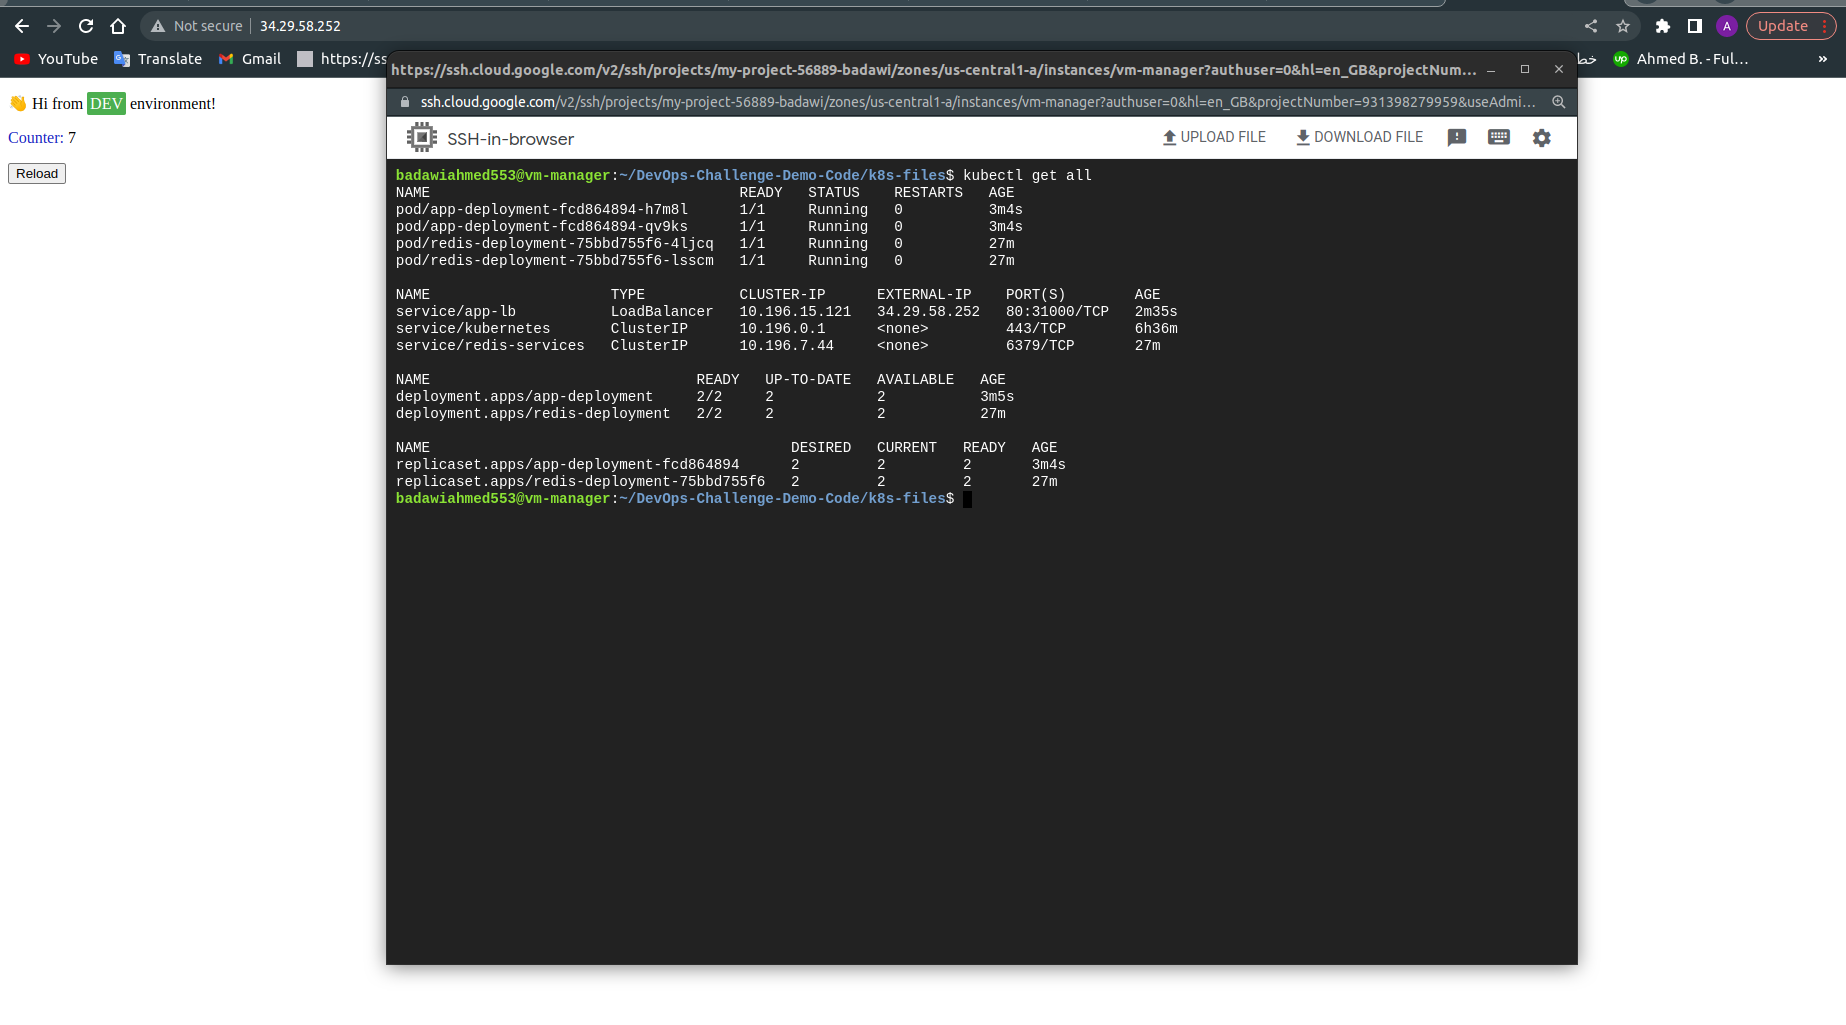 Not secure 34.29.58.252 A Update
YouTube Translate Gmail https://ss خط Ahmed B. - Ful... »
https://ssh.cloud.google.com/v2/ssh/projects/my-project-56889-badawi/zones/us-central1-a/instances/vm-manager?authuser=0&hl=en_GB&projectNum...
ssh.cloud.google.com/v2/ssh/projects/my-project-56889-badawi/zones/us-central1-a/instances/vm-manager?authuser=0&hl=en_GB&projectNumber=931398279959&useAdmi...
👋 Hi from DEV environment!
Counter: 7
Reload
SSH-in-browser UPLOAD FILE DOWNLOAD FILE
badawiahmed553@vm-manager:~/DevOps-Challenge-Demo-Code/k8s-files$ kubectl get all
NAME READY STATUS RESTARTS AGE
pod/app-deployment-fcd864894-h7m8l 1/1 Running 0 3m4s
pod/app-deployment-fcd864894-qv9ks 1/1 Running 0 3m4s
pod/redis-deployment-75bbd755f6-4ljcq 1/1 Running 0 27m
pod/redis-deployment-75bbd755f6-lsscm 1/1 Running 0 27m
NAME TYPE CLUSTER-IP EXTERNAL-IP PORT(S) AGE
service/app-lb LoadBalancer 10.196.15.121 34.29.58.252 80:31000/TCP 2m35s
service/kubernetes ClusterIP 10.196.0.1 <none> 443/TCP 6h36m
service/redis-services ClusterIP 10.196.7.44 <none> 6379/TCP 27m
NAME READY UP-TO-DATE AVAILABLE AGE
deployment.apps/app-deployment 2/2 2 2 3m5s
deployment.apps/redis-deployment 2/2 2 2 27m
NAME DESIRED CURRENT READY AGE
replicaset.apps/app-deployment-fcd864894 2 2 2 3m4s
replicaset.apps/redis-deployment-75bbd755f6 2 2 2 27m
badawiahmed553@vm-manager:~/DevOps-Challenge-Demo-Code/k8s-files$